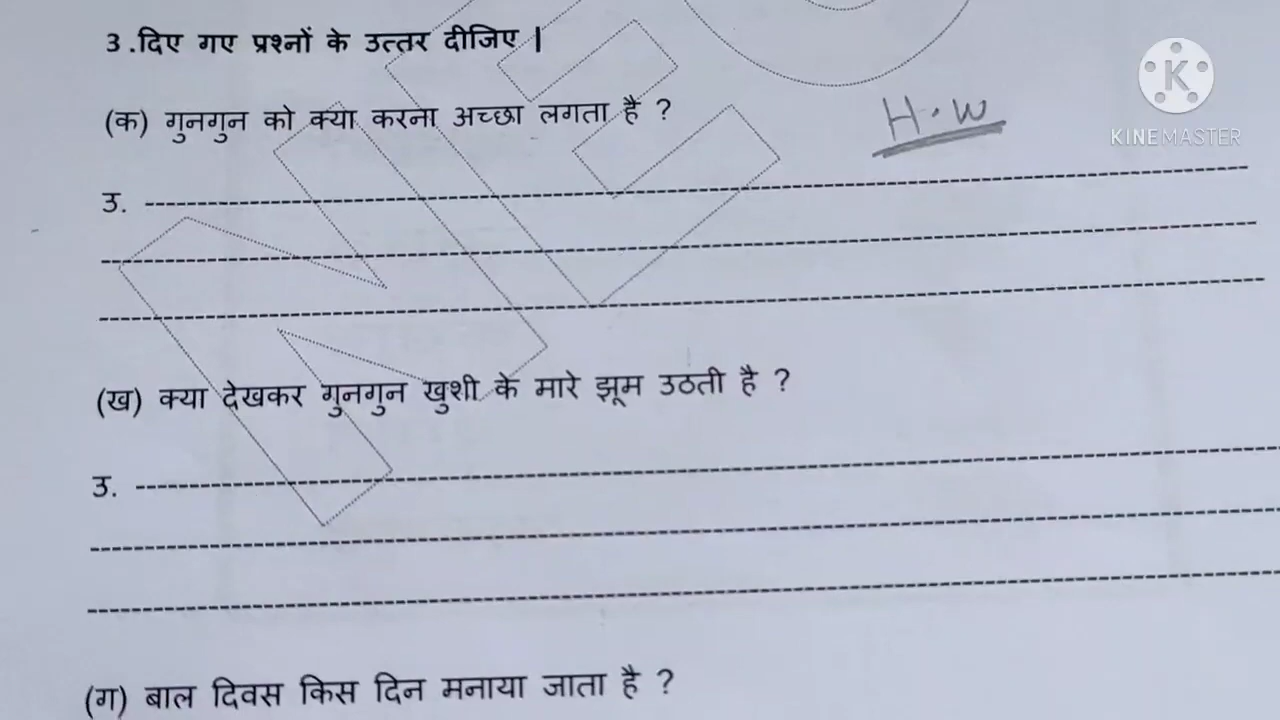 3.दिए गए प्रश्नों के उत्तर दीजिए |
(क) गुनगुन को क्या करना अच्छा लगता है ?
H.W
K
KINEMASTER
उ.
(ख) क्या देखकर गुनगुन खुशी के मारे झूम उठती है ?
उ.
(ग) बाल दिवस किस दिन मनाया जाता है ?